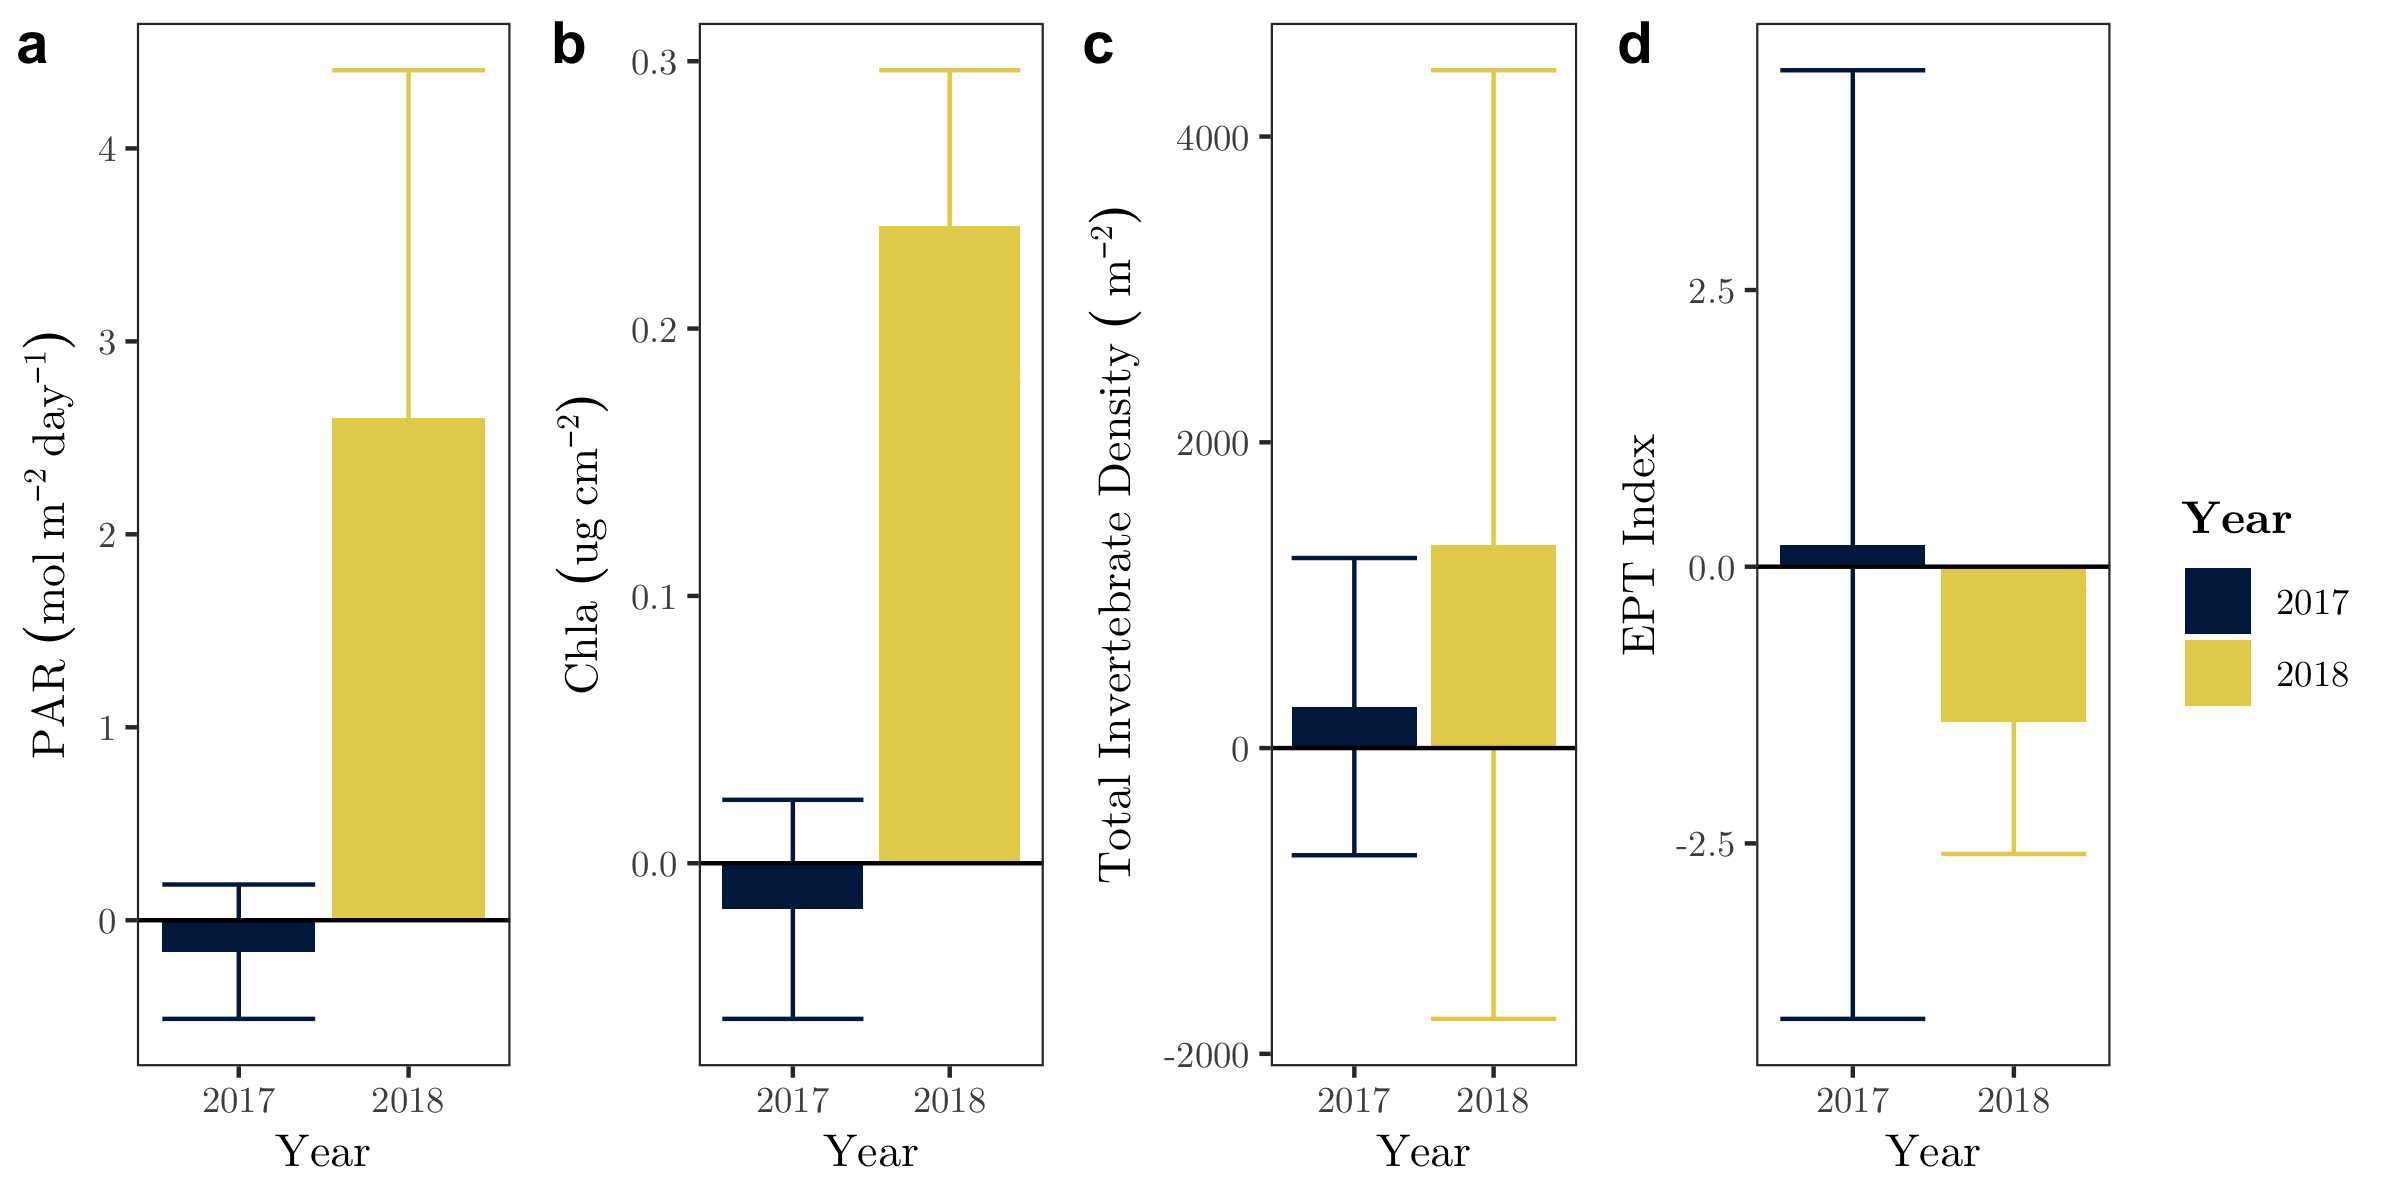 a
PAR (mol m⁻² day⁻¹)
4
3
2
1
0
2017 2018
Year
b
Chla (ug cm⁻²)
0.3
0.2
0.1
0.0
2017 2018
Year
c
Total Invertebrate Density ( m⁻²)
4000
2000
0
-2000
2017 2018
Year
d
EPT Index
2.5
0.0
-2.5
2017 2018
Year
Year
2017
2018